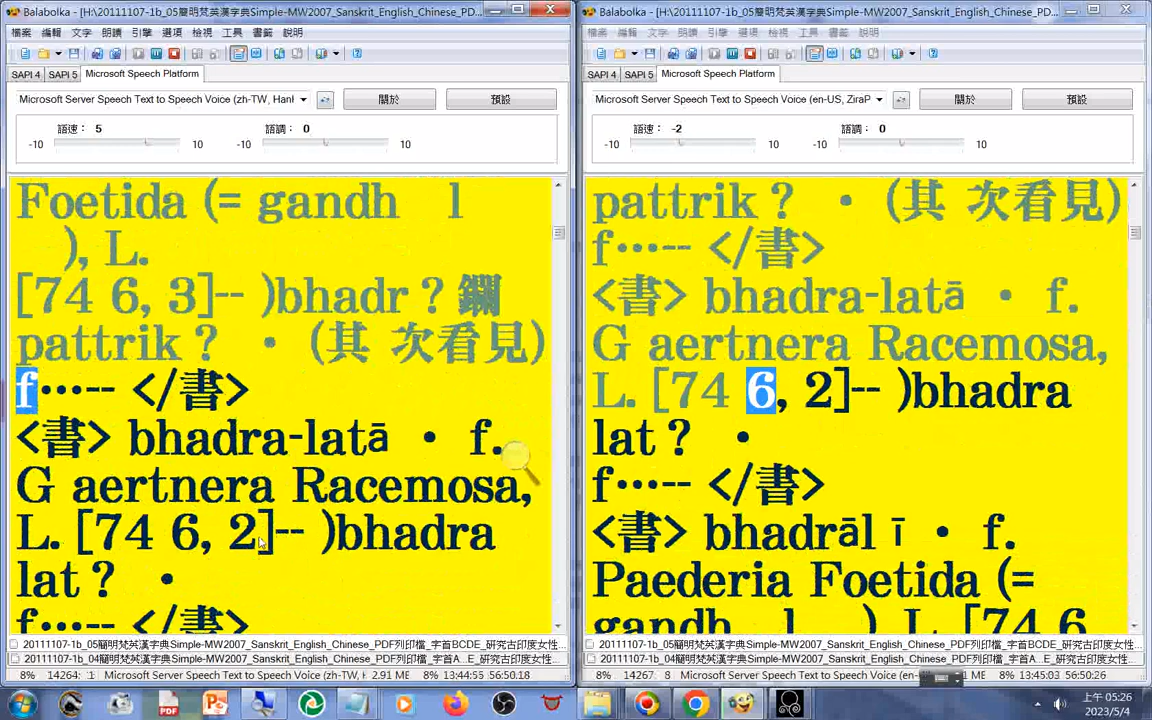 Balabolka - [H:\20111107-1b_05簡明梵英漢字典Simple-MW2007_Sanskrit_English_Chinese_PD...
檔案 編輯 文字 朗讀 引擎 選項 檢視 工具 書籤 說明
SAPI 4 SAPI 5 Microsoft Speech Platform
Microsoft Server Speech Text to Speech Voice (zh-TW, Hanl 關於 預設
語速： 5 語調： 0
-10 10 -10 10
Foetida (= gandh l
), L.
[74 6, 3]-- )bhadr ? 鑭
pattrik ? • (其 次看見)
f…-- </書>
<書> bhadra-latā • f.
G aertnera Racemosa,
L. [74 6, 2]-- )bhadra
lat ? •
f…-- </書>
20111107-1b_05簡明梵英漢字典Simple-MW2007_Sanskrit_English_Chinese_PDF列印檔_字首BCDE_研究古印度女性...
20111107-1b_04簡明梵英漢字典Simple-MW2007_Sanskrit_English_Chinese_PDF列印檔_字首A...E_研究古印度女性...
8% 14264: Microsoft Server Speech Text to Speech Voice (zh-TW, 2.91 ME 8% 13:44:55 56:50.18
Balabolka - [H:\20111107-1b_05簡明梵英漢字典Simple-MW2007_Sanskrit_English_Chinese_PD...
檔案 編輯 文字 朗讀 引擎 選項 檢視 工具 書籤 說明
SAPI 4 SAPI 5 Microsoft Speech Platform
Microsoft Server Speech Text to Speech Voice (en-US, ZiraP 關於 預設
語速： -2 語調： 0
-10 10 -10 10
pattrik ? • (其 次看見)
f…-- </書>
<書> bhadra-latā • f.
G aertnera Racemosa,
L. [74 6, 2]-- )bhadra
lat ? •
f…-- </書>
<書> bhadrāl ī • f.
Paederia Foetida (=
gandh l ), L. [74 6,
20111107-1b_05簡明梵英漢字典Simple-MW2007_Sanskrit_English_Chinese_PDF列印檔_字首BCDE_研究古印度女性...
20111107-1b_04簡明梵英漢字典Simple-MW2007_Sanskrit_English_Chinese_PDF列印檔_字首A...E_研究古印度女性...
8% 14267: Microsoft Server Speech Text to Speech Voice (en-US, 8% 13:45:03 56:50.26
PDF
上午 05:26
2023/5/4